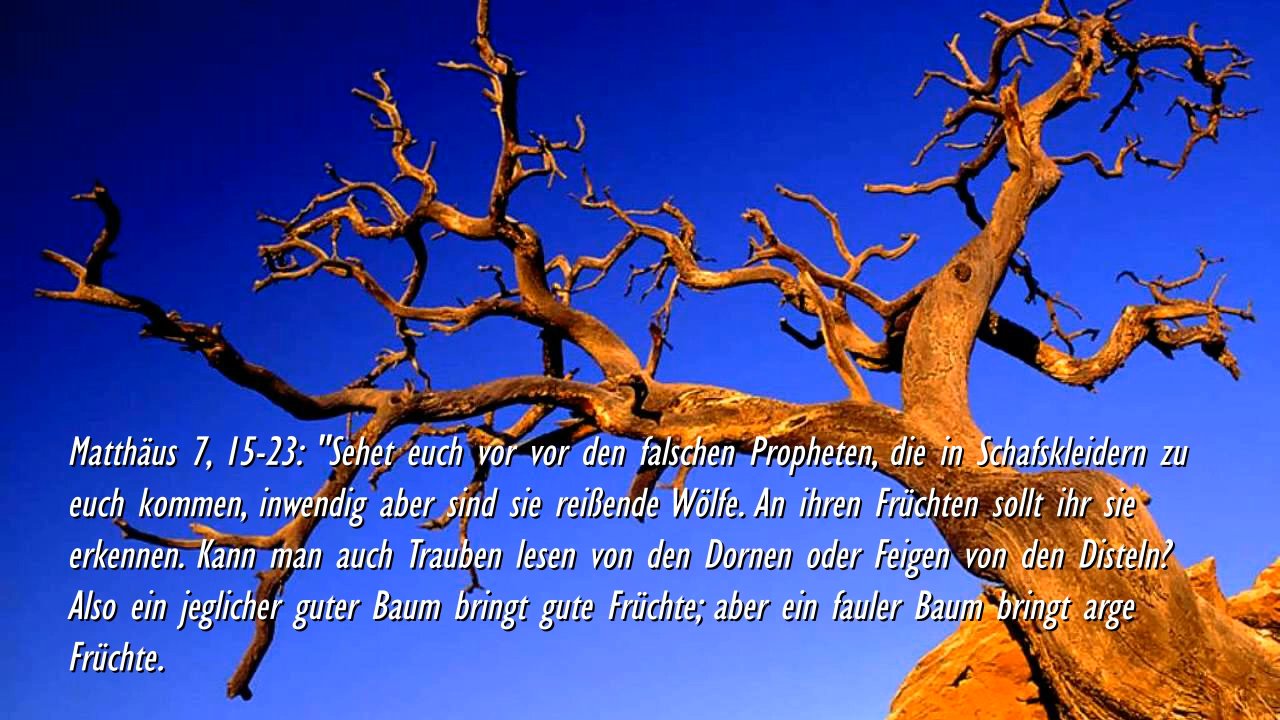 Matthäus 7, 15-23: "Sehet euch vor vor den falschen Propheten, die in Schafskleidern zu
euch kommen, inwendig aber sind sie reißende Wölfe. An ihren Früchten sollt ihr sie
erkennen. Kann man auch Trauben lesen von den Dornen oder Feigen von den Disteln?
Also ein jeglicher guter Baum bringt gute Früchte; aber ein fauler Baum bringt arge
Früchte.